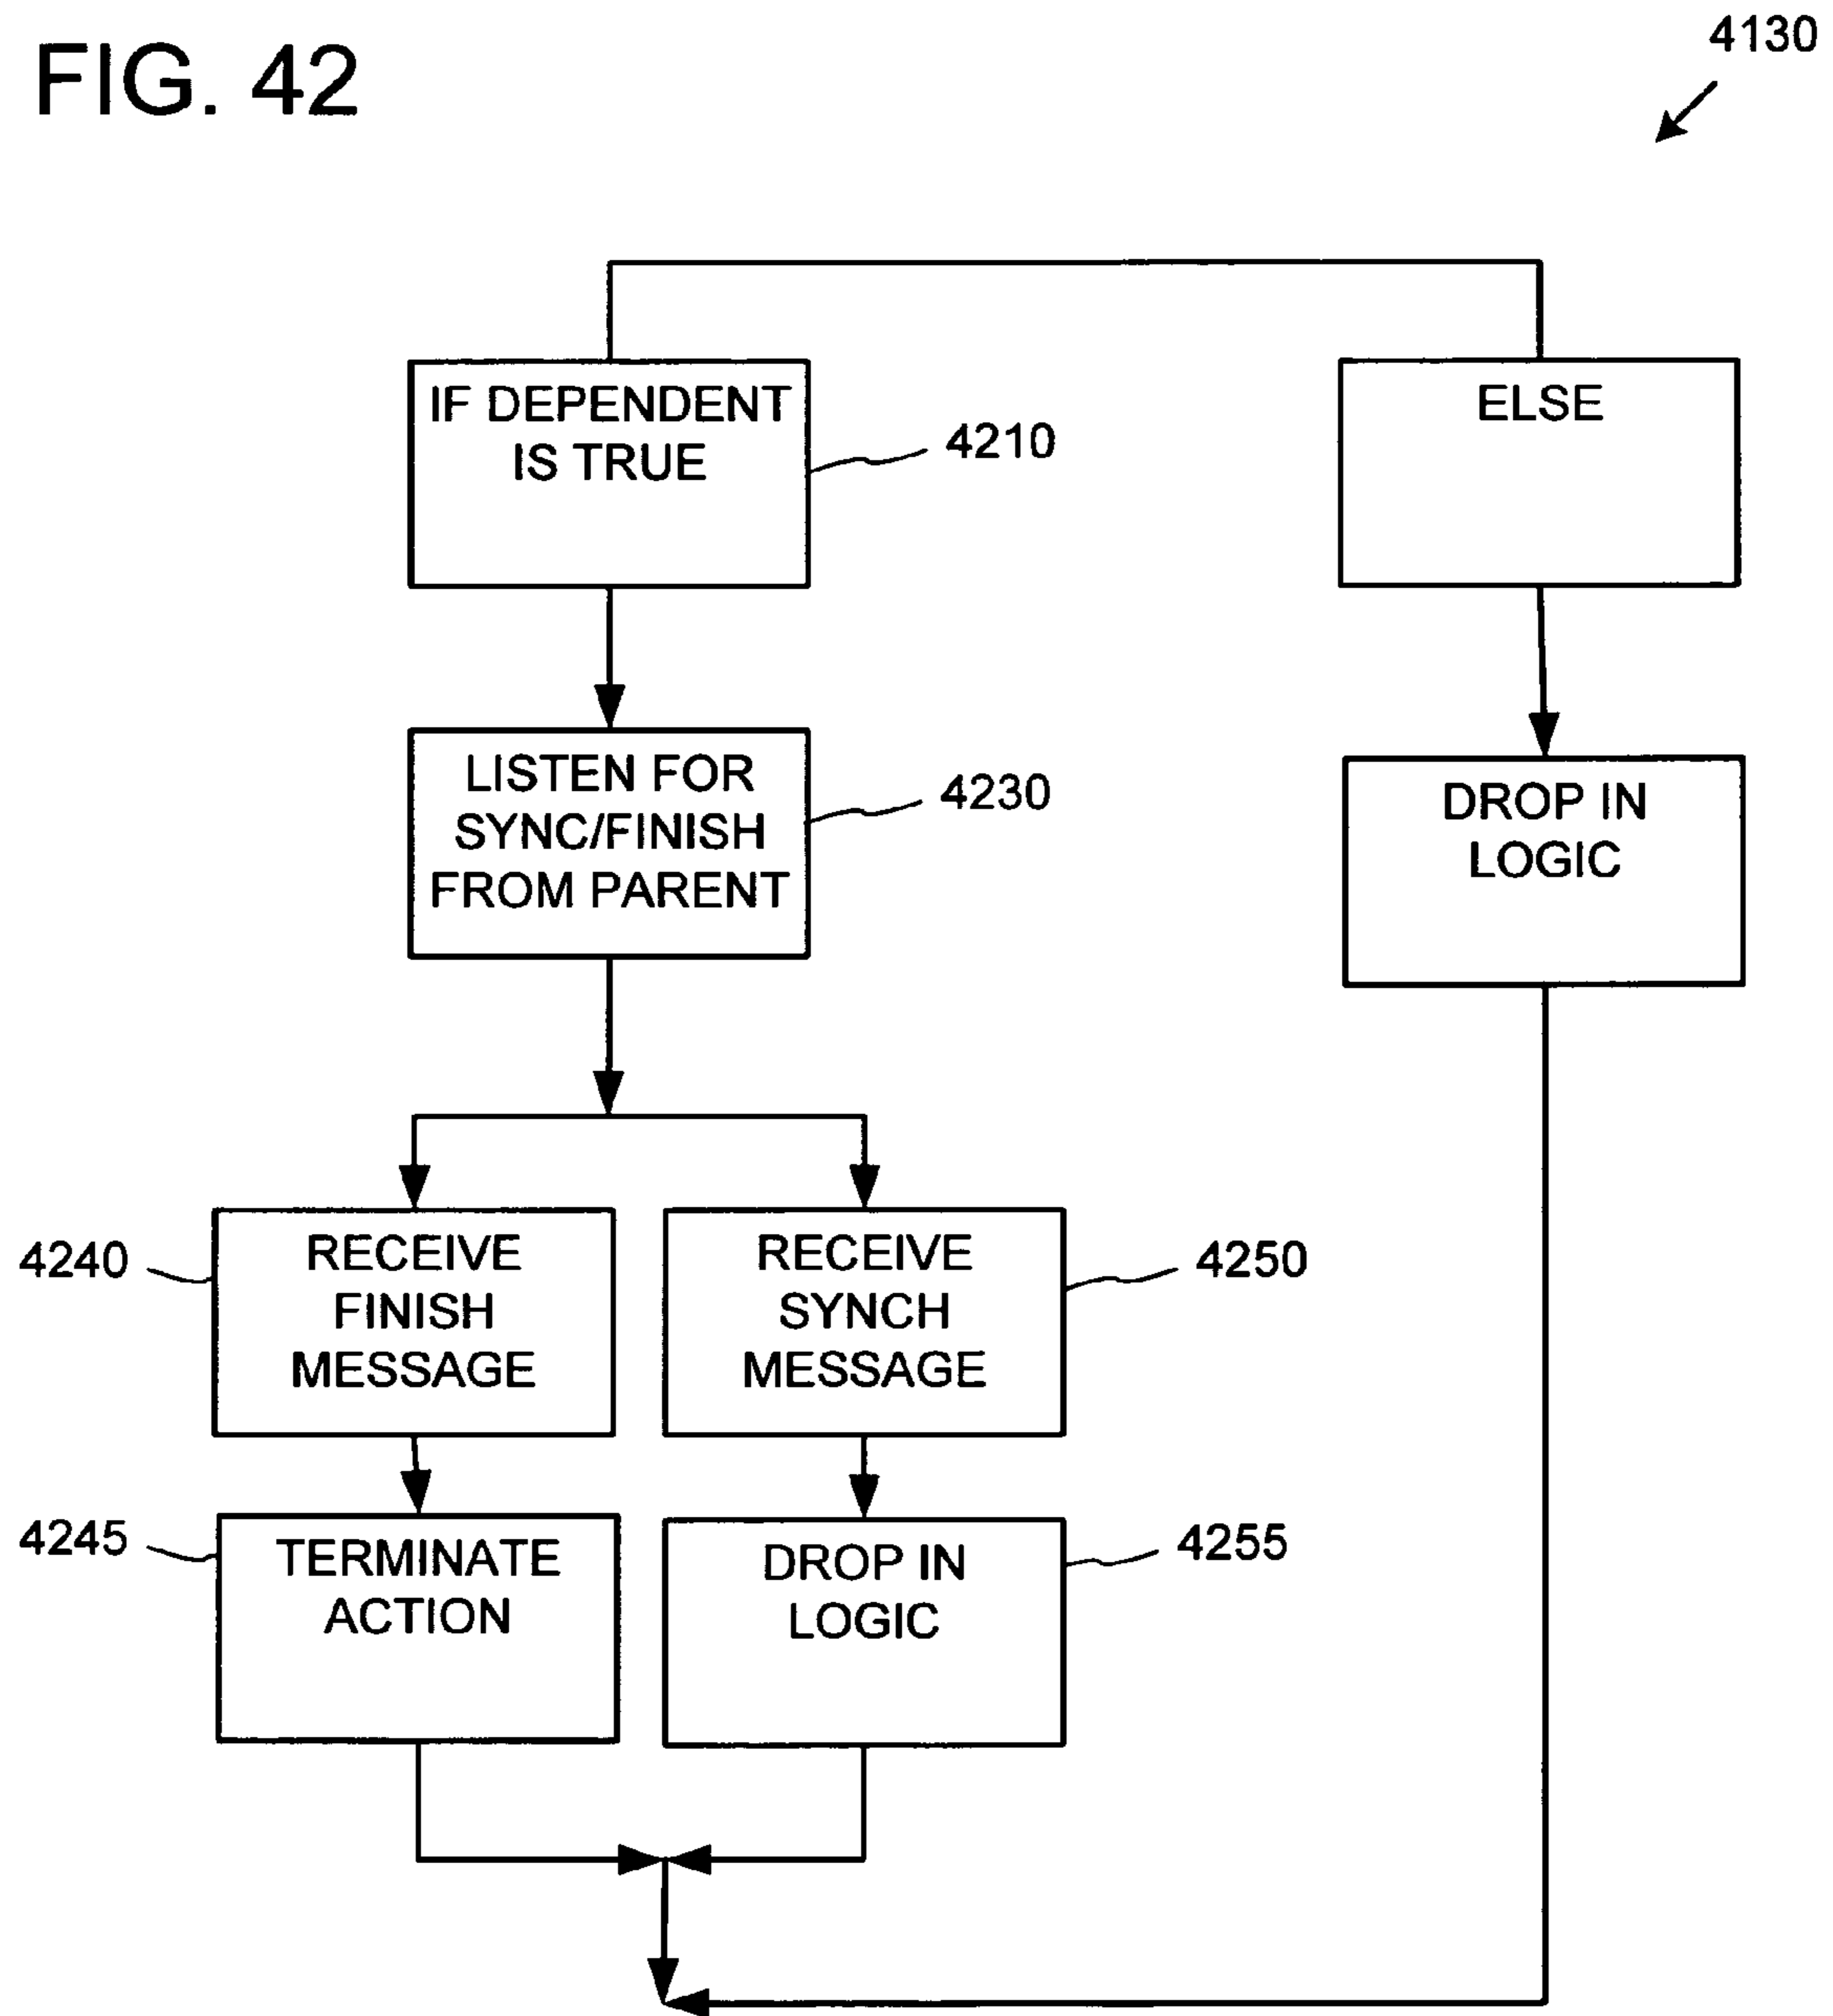 FIG. 42
4130
IF DEPENDENT
IS TRUE
4210
ELSE
LISTEN FOR
SYNC/FINISH
FROM PARENT
4230
DROP IN
LOGIC
4240
RECEIVE
FINISH
MESSAGE
RECEIVE
SYNCH
MESSAGE
4250
4245
TERMINATE
ACTION
DROP IN
LOGIC
4255